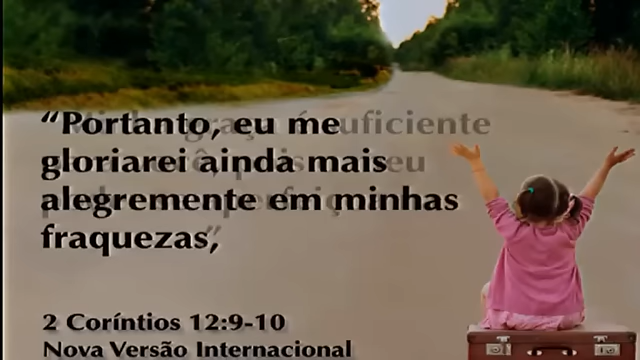 “Portanto, eu me
gloriarei ainda mais
alegremente em minhas
fraquezas,
2 Coríntios 12:9-10
Nova Versão Internacional